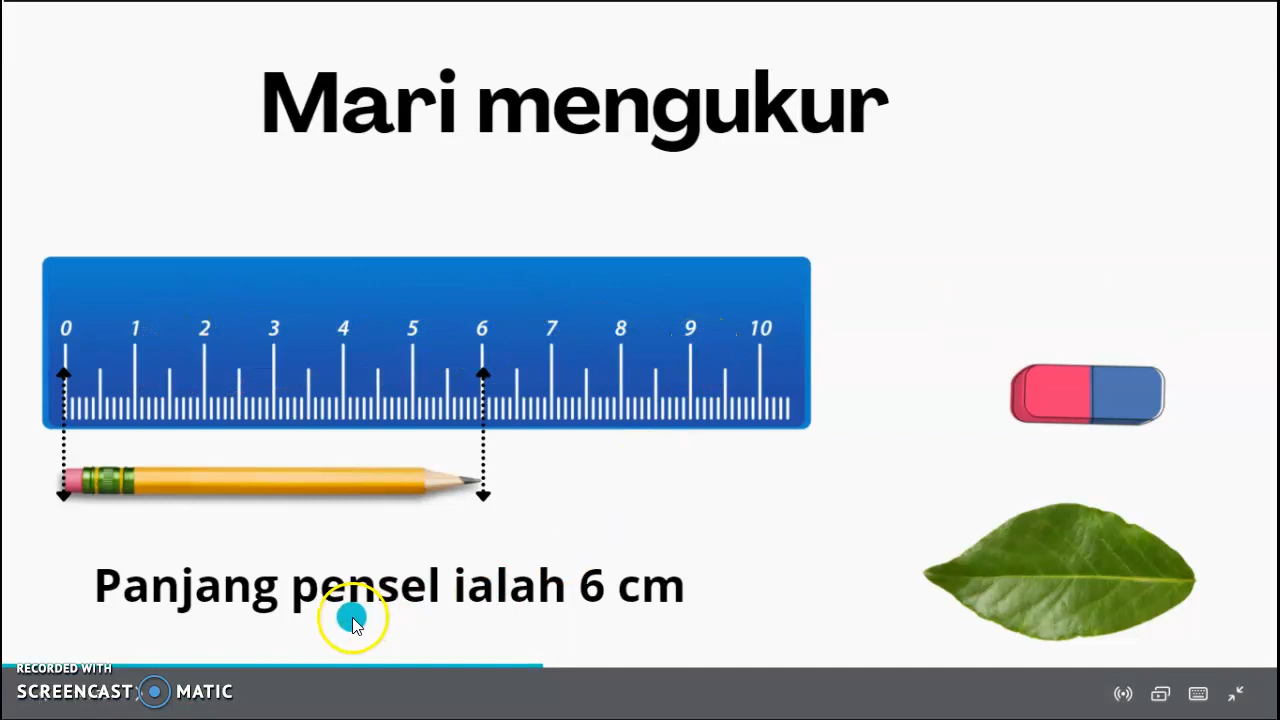 Mari mengukur
0 1 2 3 4 5 6 7 8 9 10
Panjang pensel ialah 6 cm
RECORDED WITH
SCREENCAST MATIC